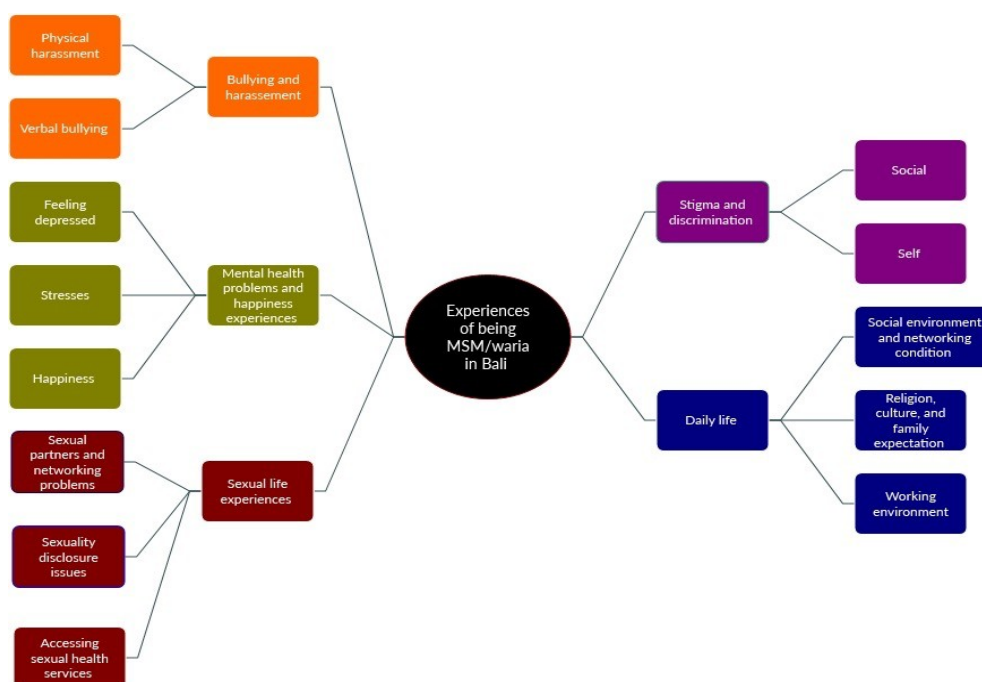 Physical
harassment
Verbal bullying
Bullying and
harassement
Feeling
depressed
Stresses
Happiness
Mental health
problems and
happiness
experiences
Sexual
partners and
networking
problems
Sexuality
disclosure
issues
Accessing
sexual health
services
Sexual life
experiences
Experiences
of being
MSM/waria
in Bali
Stigma and
discrimination
Social
Self
Daily life
Social environment
and networking
condition
Religion,
culture, and
family
expectation
Working
environment